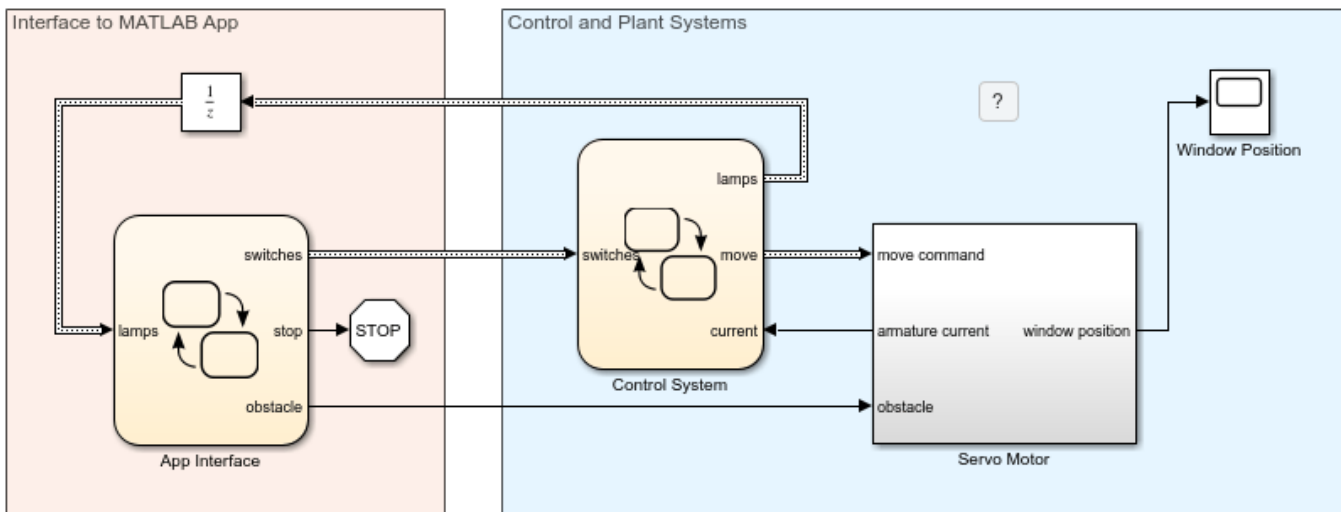 Interface to MATLAB App
Control and Plant Systems
1
z
?
Window Position
lamps
switches
switches
move
move command
lamps
stop
STOP
current
armature current
window position
obstacle
Control System
obstacle
App Interface
Servo Motor